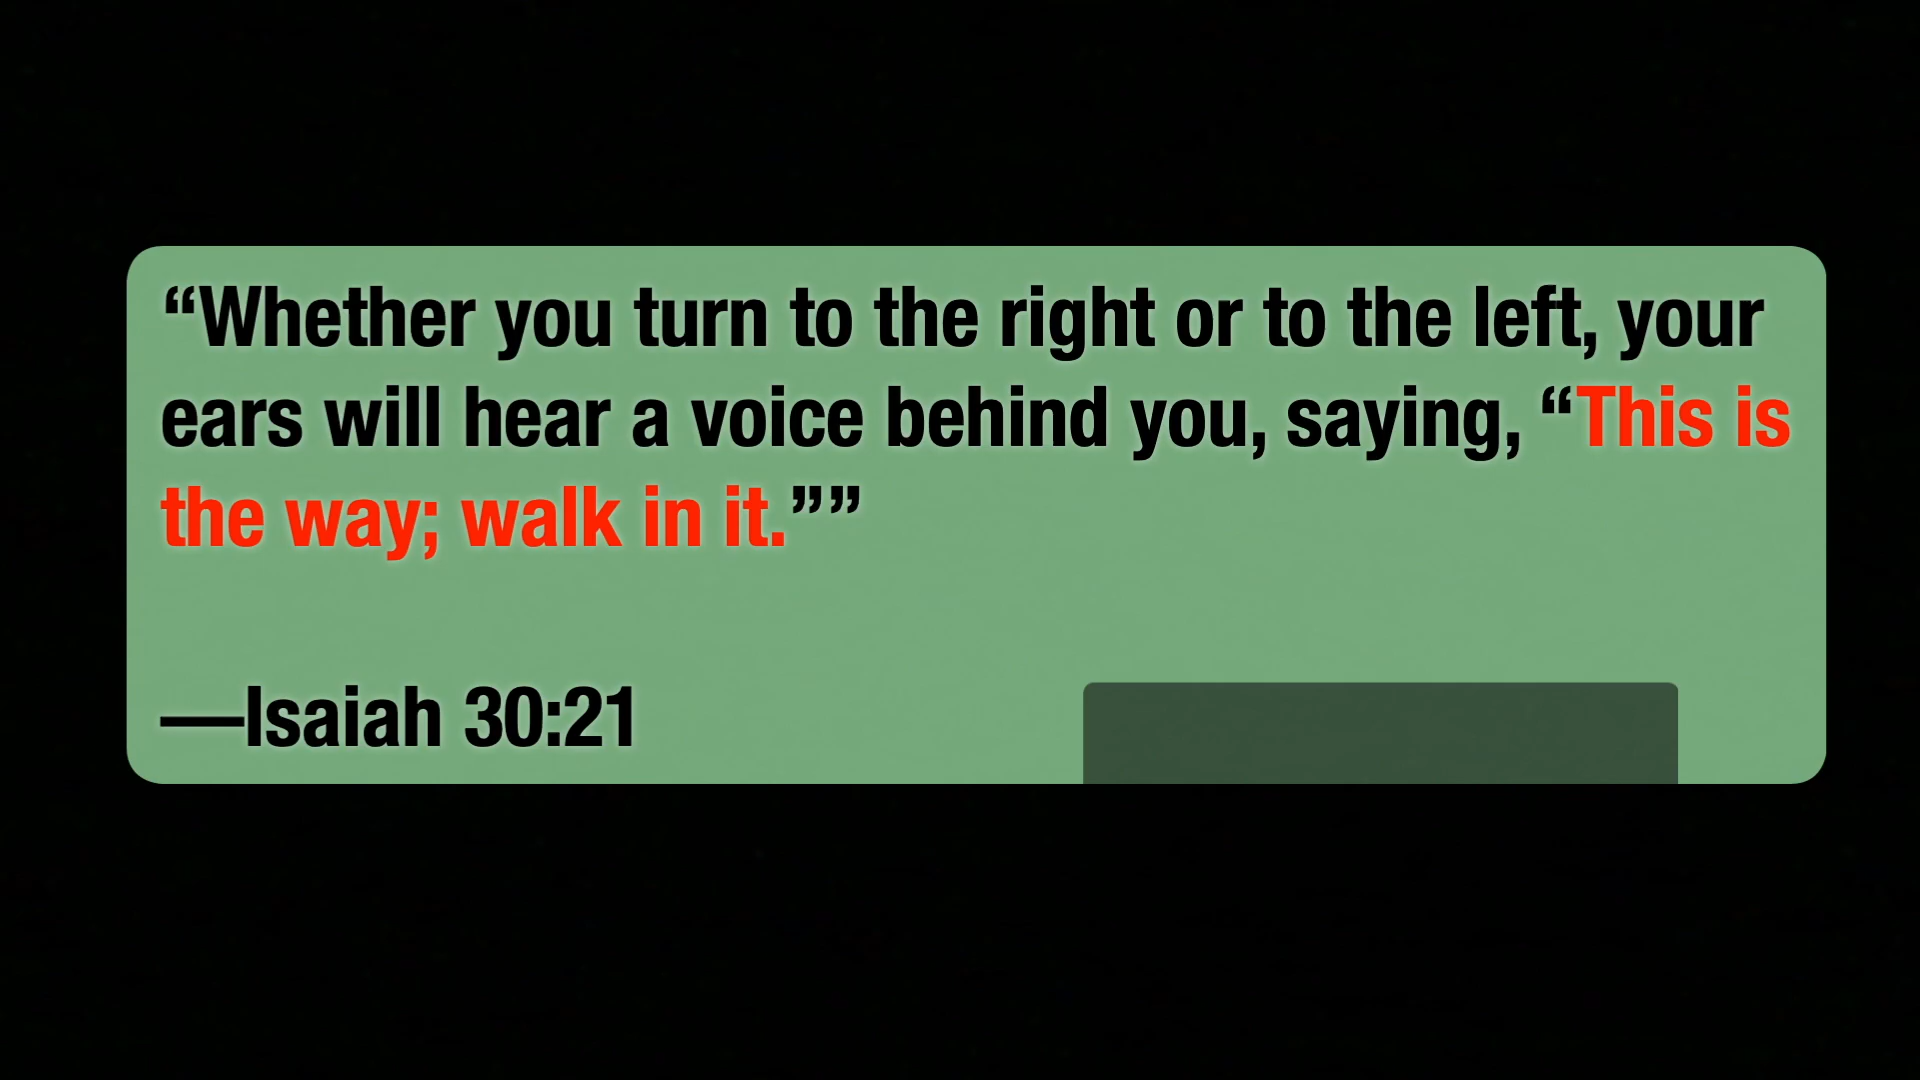 “Whether you turn to the right or to the left, your
ears will hear a voice behind you, saying, “This is
the way; walk in it.””
—Isaiah 30:21